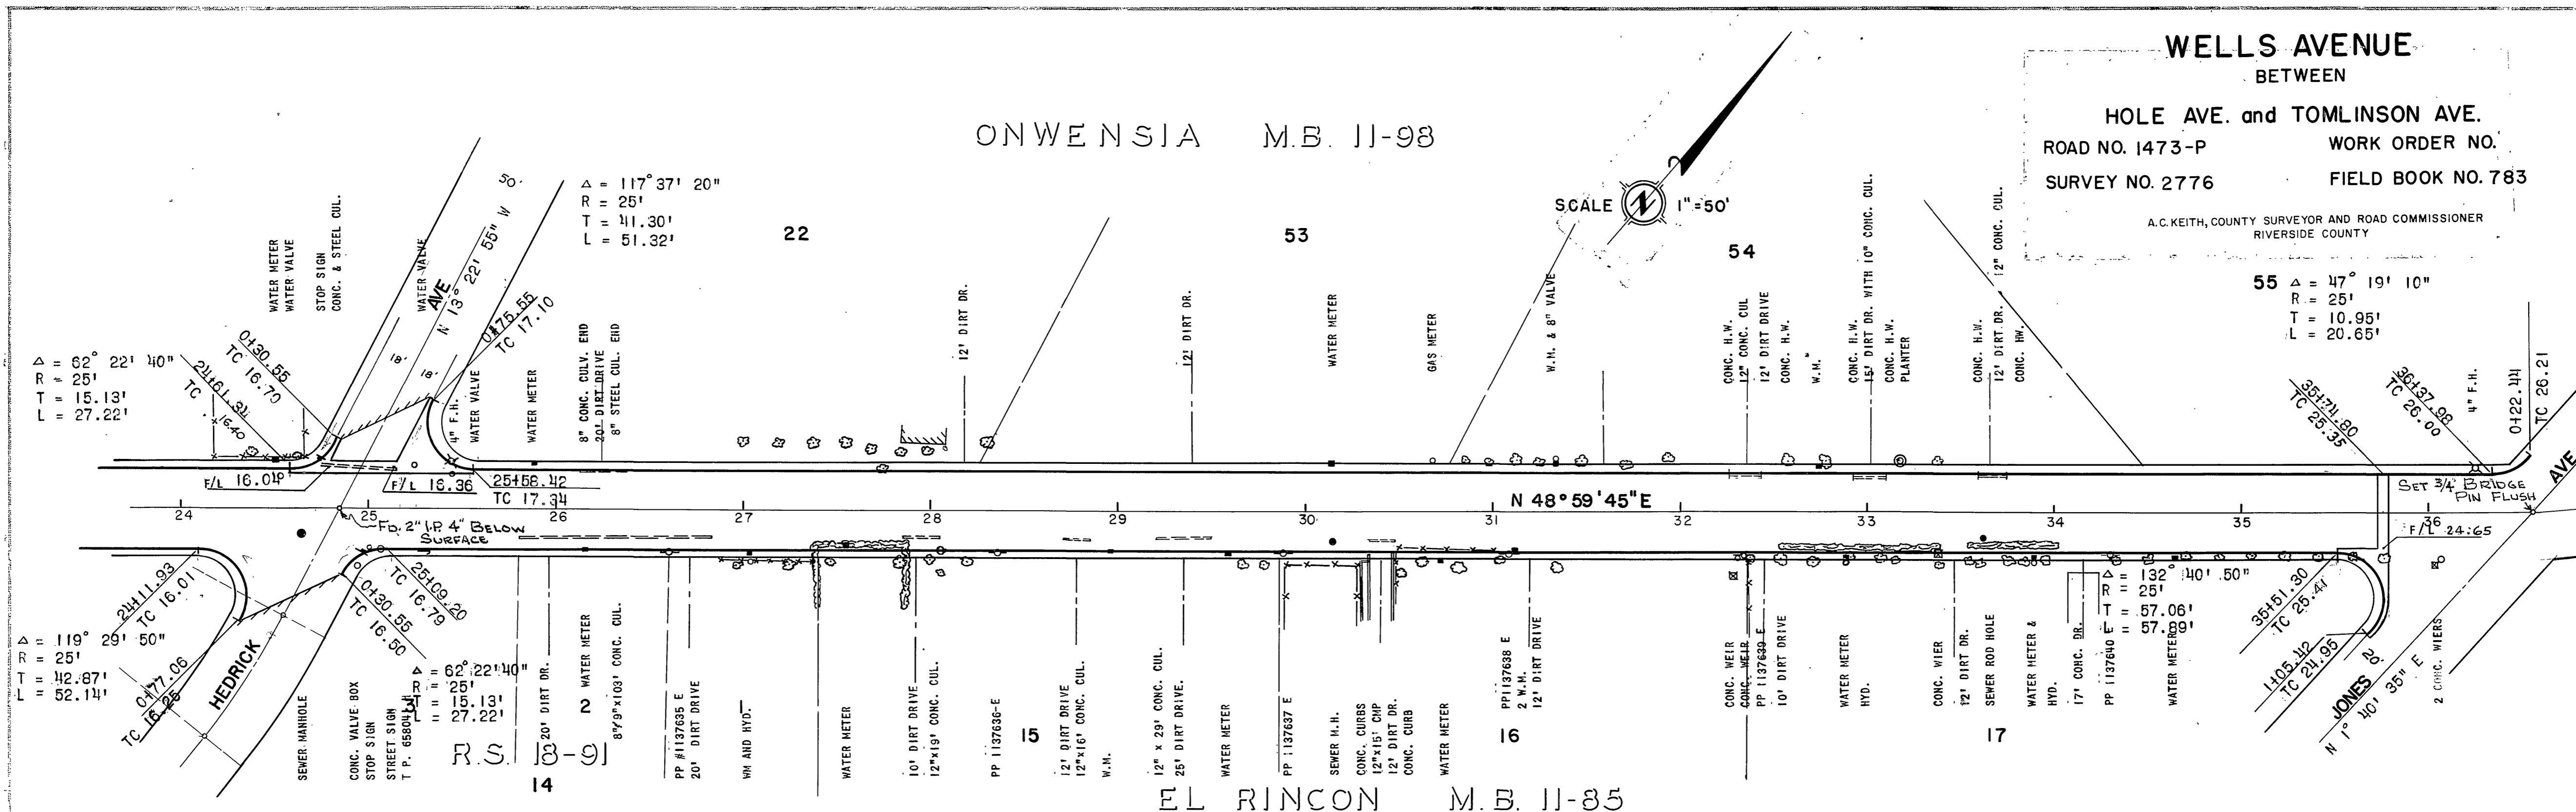 WELLS AVENUE
BETWEEN
HOLE AVE. and TOMLINSON AVE.
ROAD NO. 1473-P
WORK ORDER NO.
SURVEY NO. 2776
FIELD BOOK NO. 783
A.C. KEITH, COUNTY SURVEYOR AND ROAD COMMISSIONER
RIVERSIDE COUNTY
ONWENSIA M.B. 11-98
SCALE 1"=50'
N
22
53
54
55
Δ = 117° 37' 20"
R = 25'
T = 41.30'
L = 51.32'
Δ = 47° 19' 10"
R = 25'
T = 10.95'
L = 20.65'
Δ = 62° 22' 40"
R = 25'
T = 15.13'
L = 27.22'
WATER METER
WATER VALVE
STOP SIGN
CONC. & STEEL CUL.
WATER VALVE
AVE
N 13° 22' 55" W
50'
18'
18'
0+30.55
TC 16.70
24+61.34
TC 16.40
0+75.55
TC 17.10
4" F.H.
WATER VALVE
WATER METER
8" CONC. CULV. END
20' DIRT DRIVE
8" STEEL CUL. END
12' DIRT DR.
12' DIRT DR.
WATER METER
GAS METER
W.M. & 8" VALVE
CONC. H.W.
12" CONC. CUL
12' DIRT DRIVE
CONC. H.W.
W.M.
CONC. H.W.
15' DIRT DR. WITH 10" CONC. CUL.
CONC. H.W.
PLANTER
CONC. H.W.
12' DIRT DR. 12" CONC. CUL.
CONC. HW.
35+74.80
TC 25.35
36+37.98
TC 26.00
4" F.H.
0+22.44
TC 26.21
F/L 16.04
F/L 16.36
25+58.42
TC 17.34
24
25
26
27
28
29
30
31
32
33
34
35
36
N 48° 59' 45" E
FD. 2" I.P. 4" BELOW
SURFACE
SET 3/4" BRIDGE
PIN FLUSH
AVE
F/L 24.65
24+11.93
TC 16.01
25+09.20
TC 16.79
0+30.55
TC 16.50
Δ = 119° 29' 50"
R = 25'
T = 42.87'
L = 52.14'
0+77.06
TC 16.25
HEDRICK
Δ = 62° 22' 40"
R = 25'
T = 15.13'
L = 27.22'
3
2
1
14
15
16
17
R.S. 18-91
SEWER MANHOLE
CONC. VALVE BOX
STOP SIGN
STREET SIGN
20' DIRT DR.
WATER METER
PP #1137635 E
20' DIRT DRIVE
WM AND HYD.
WATER METER
10' DIRT DRIVE
12"x19' CONC. CUL.
PP 1137636-E
12' DIRT DRIVE
12"x16' CONC. CUL.
W.M.
12" x 29' CONC. CUL.
25' DIRT DRIVE.
WATER METER
PP 1137637 E
SEWER M.H.
CONC. CURBS
12"x15' CMP
12' DIRT DR.
CONC. CURB
WATER METER
PP1137638 E
2 W.M.
12' DIRT DRIVE
CONC. WEIR
CONC. WEIR
PP 1137639 E
10' DIRT DRIVE
WATER METER
HYD.
CONC. WIER
12' DIRT DR.
SEWER ROD HOLE
WATER METER &
HYD.
17' CONC. DR.
PP 1137640 E
WATER METER
Δ = 132° 40' 50"
R = 25'
T = 57.06'
L = 57.89'
35+51.30
TC 25.41
1+05.42
TC 24.95
20'
JONES
N 1° 40' 35" E
2 CONC. WIERS
EL RINCON M.B. 11-85